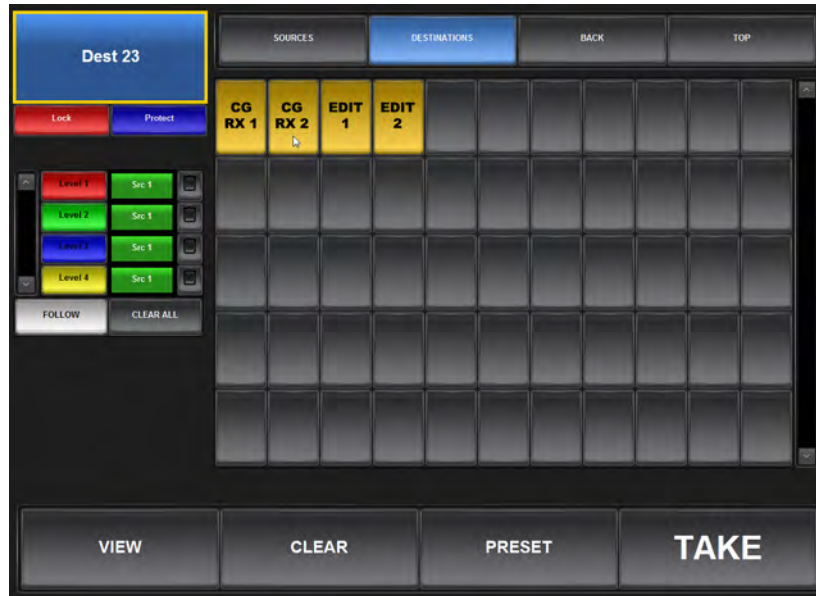 Dest 23
SOURCES
DESTINATIONS
BACK
TOP
Lock
Protect
CG
RX 1
CG
RX 2
EDIT
1
EDIT
2
Level 1
Src 1
Level 2
Src 1
Level 3
Src 1
Level 4
Src 1
FOLLOW
CLEAR ALL
VIEW
CLEAR
PRESET
TAKE